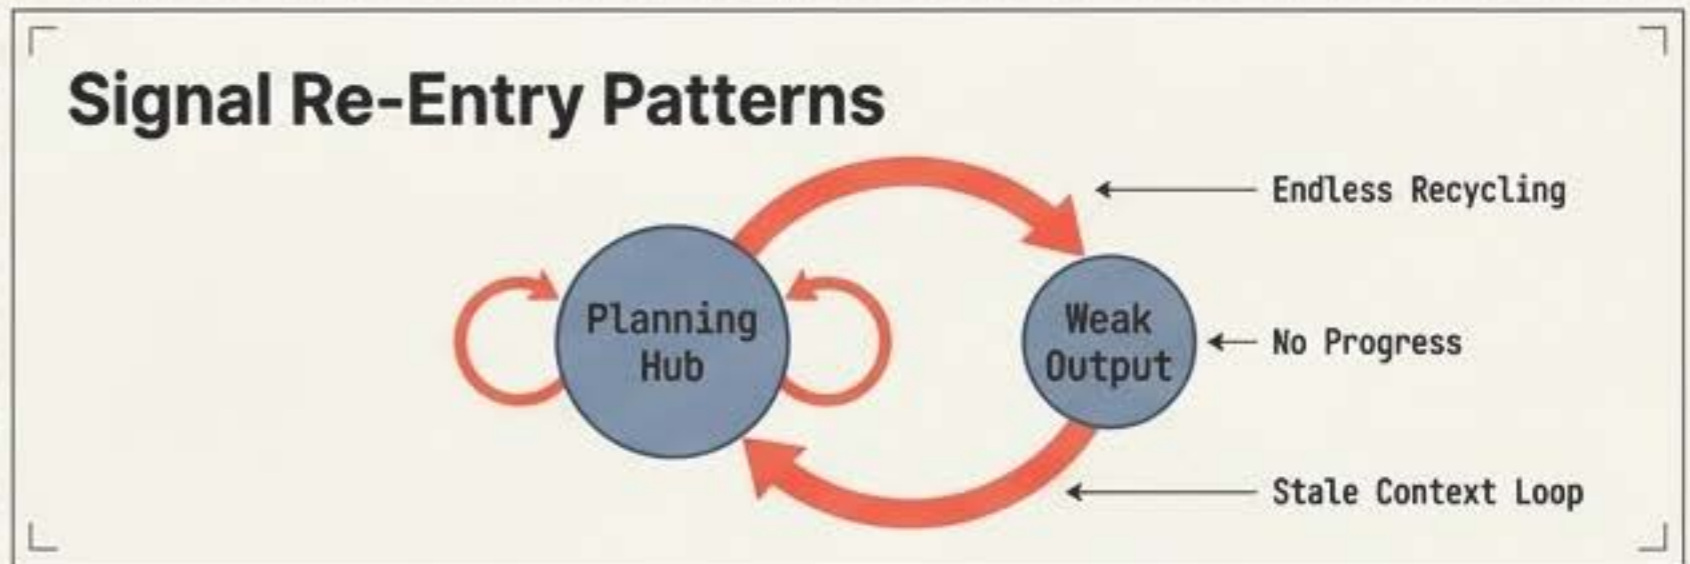 Signal Re-Entry Patterns
Endless Recycling
Planning
Hub
Weak
Output
No Progress
Stale Context Loop